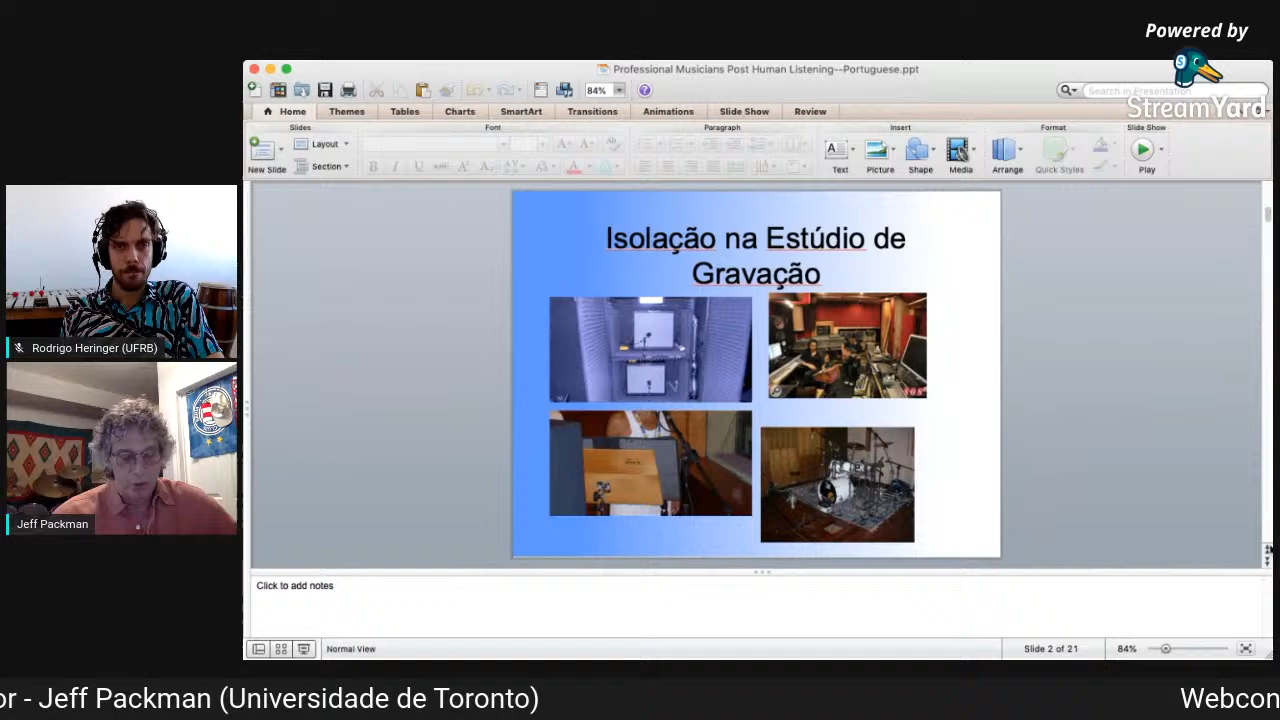 Powered by
StreamYard
Professional Musicians Post Human Listening--Portuguese.ppt
84%
Search in Presentation
Home
Themes
Tables
Charts
SmartArt
Transitions
Animations
Slide Show
Review
Slides
Font
Paragraph
Insert
Format
Slide Show
New Slide
Layout
Section
Text
Picture
Shape
Media
Arrange
Quick Styles
Play
Isolação na Estúdio de
Gravação
Rodrigo Heringer (UFRB)
Jeff Packman
Click to add notes
Normal View
Slide 2 of 21
84%
or - Jeff Packman (Universidade de Toronto)
Webcon